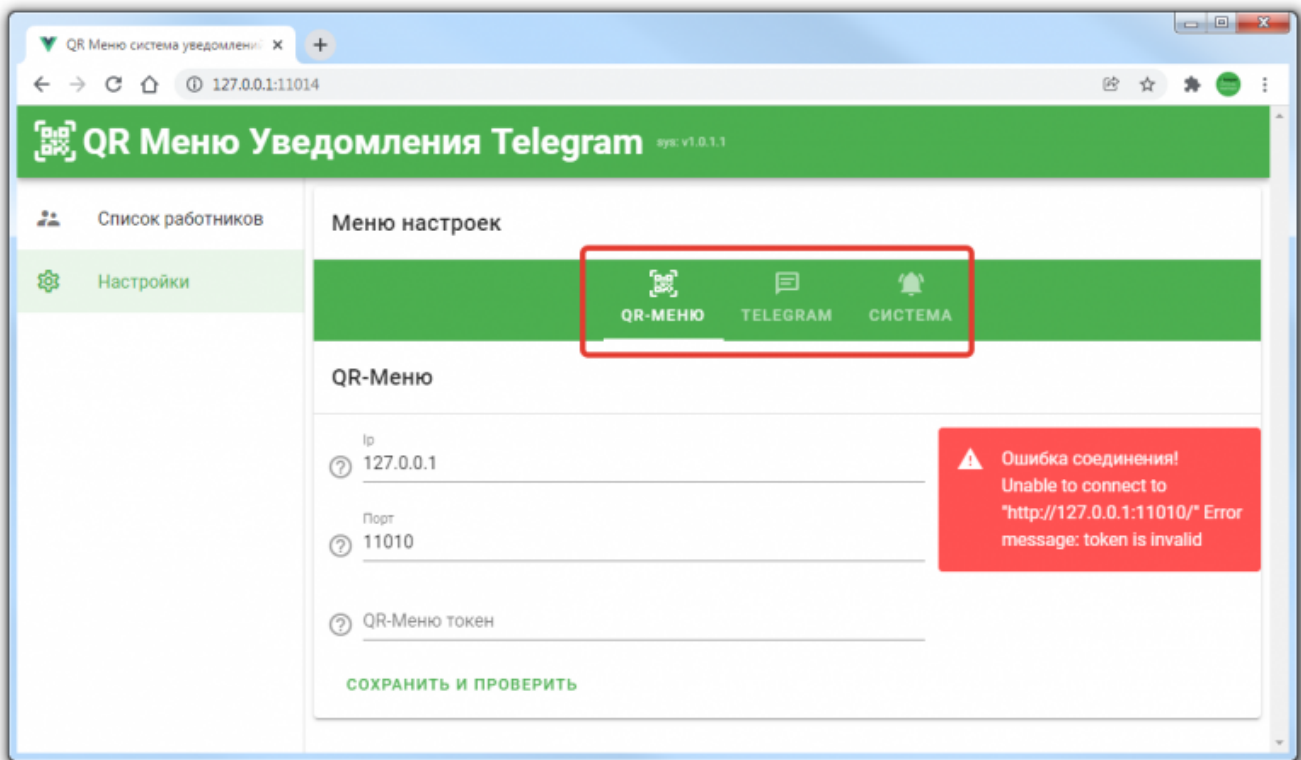 QR Меню система уведомлений
127.0.0.1:11014
QR Меню Уведомления Telegram sys: v1.0.1.1
Список работников
Настройки
Меню настроек
QR-МЕНЮ TELEGRAM СИСТЕМА
QR-Меню
Ip
127.0.0.1
Порт
11010
QR-Меню токен
СОХРАНИТЬ И ПРОВЕРИТЬ
Ошибка соединения!
Unable to connect to
"http://127.0.0.1:11010/" Error
message: token is invalid